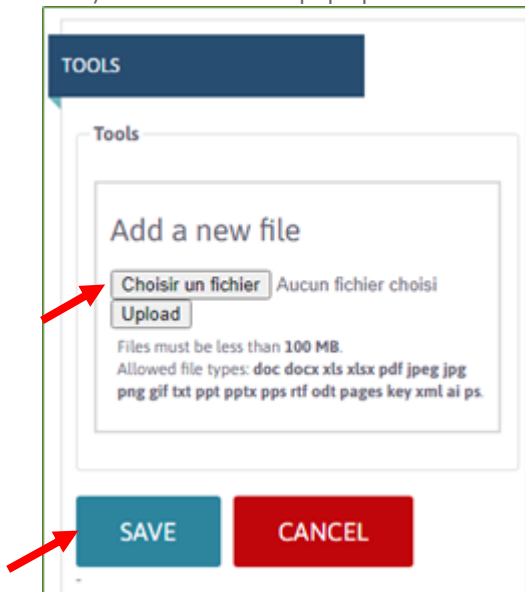 TOOLS
Tools
Add a new file
Choisir un fichier Aucun fichier choisi
Upload
Files must be less than 100 MB.
Allowed file types: doc docx xls xlsx pdf jpeg jpg
png gif txt ppt pptx pps rtf odt pages key xml ai ps.
SAVE CANCEL
-